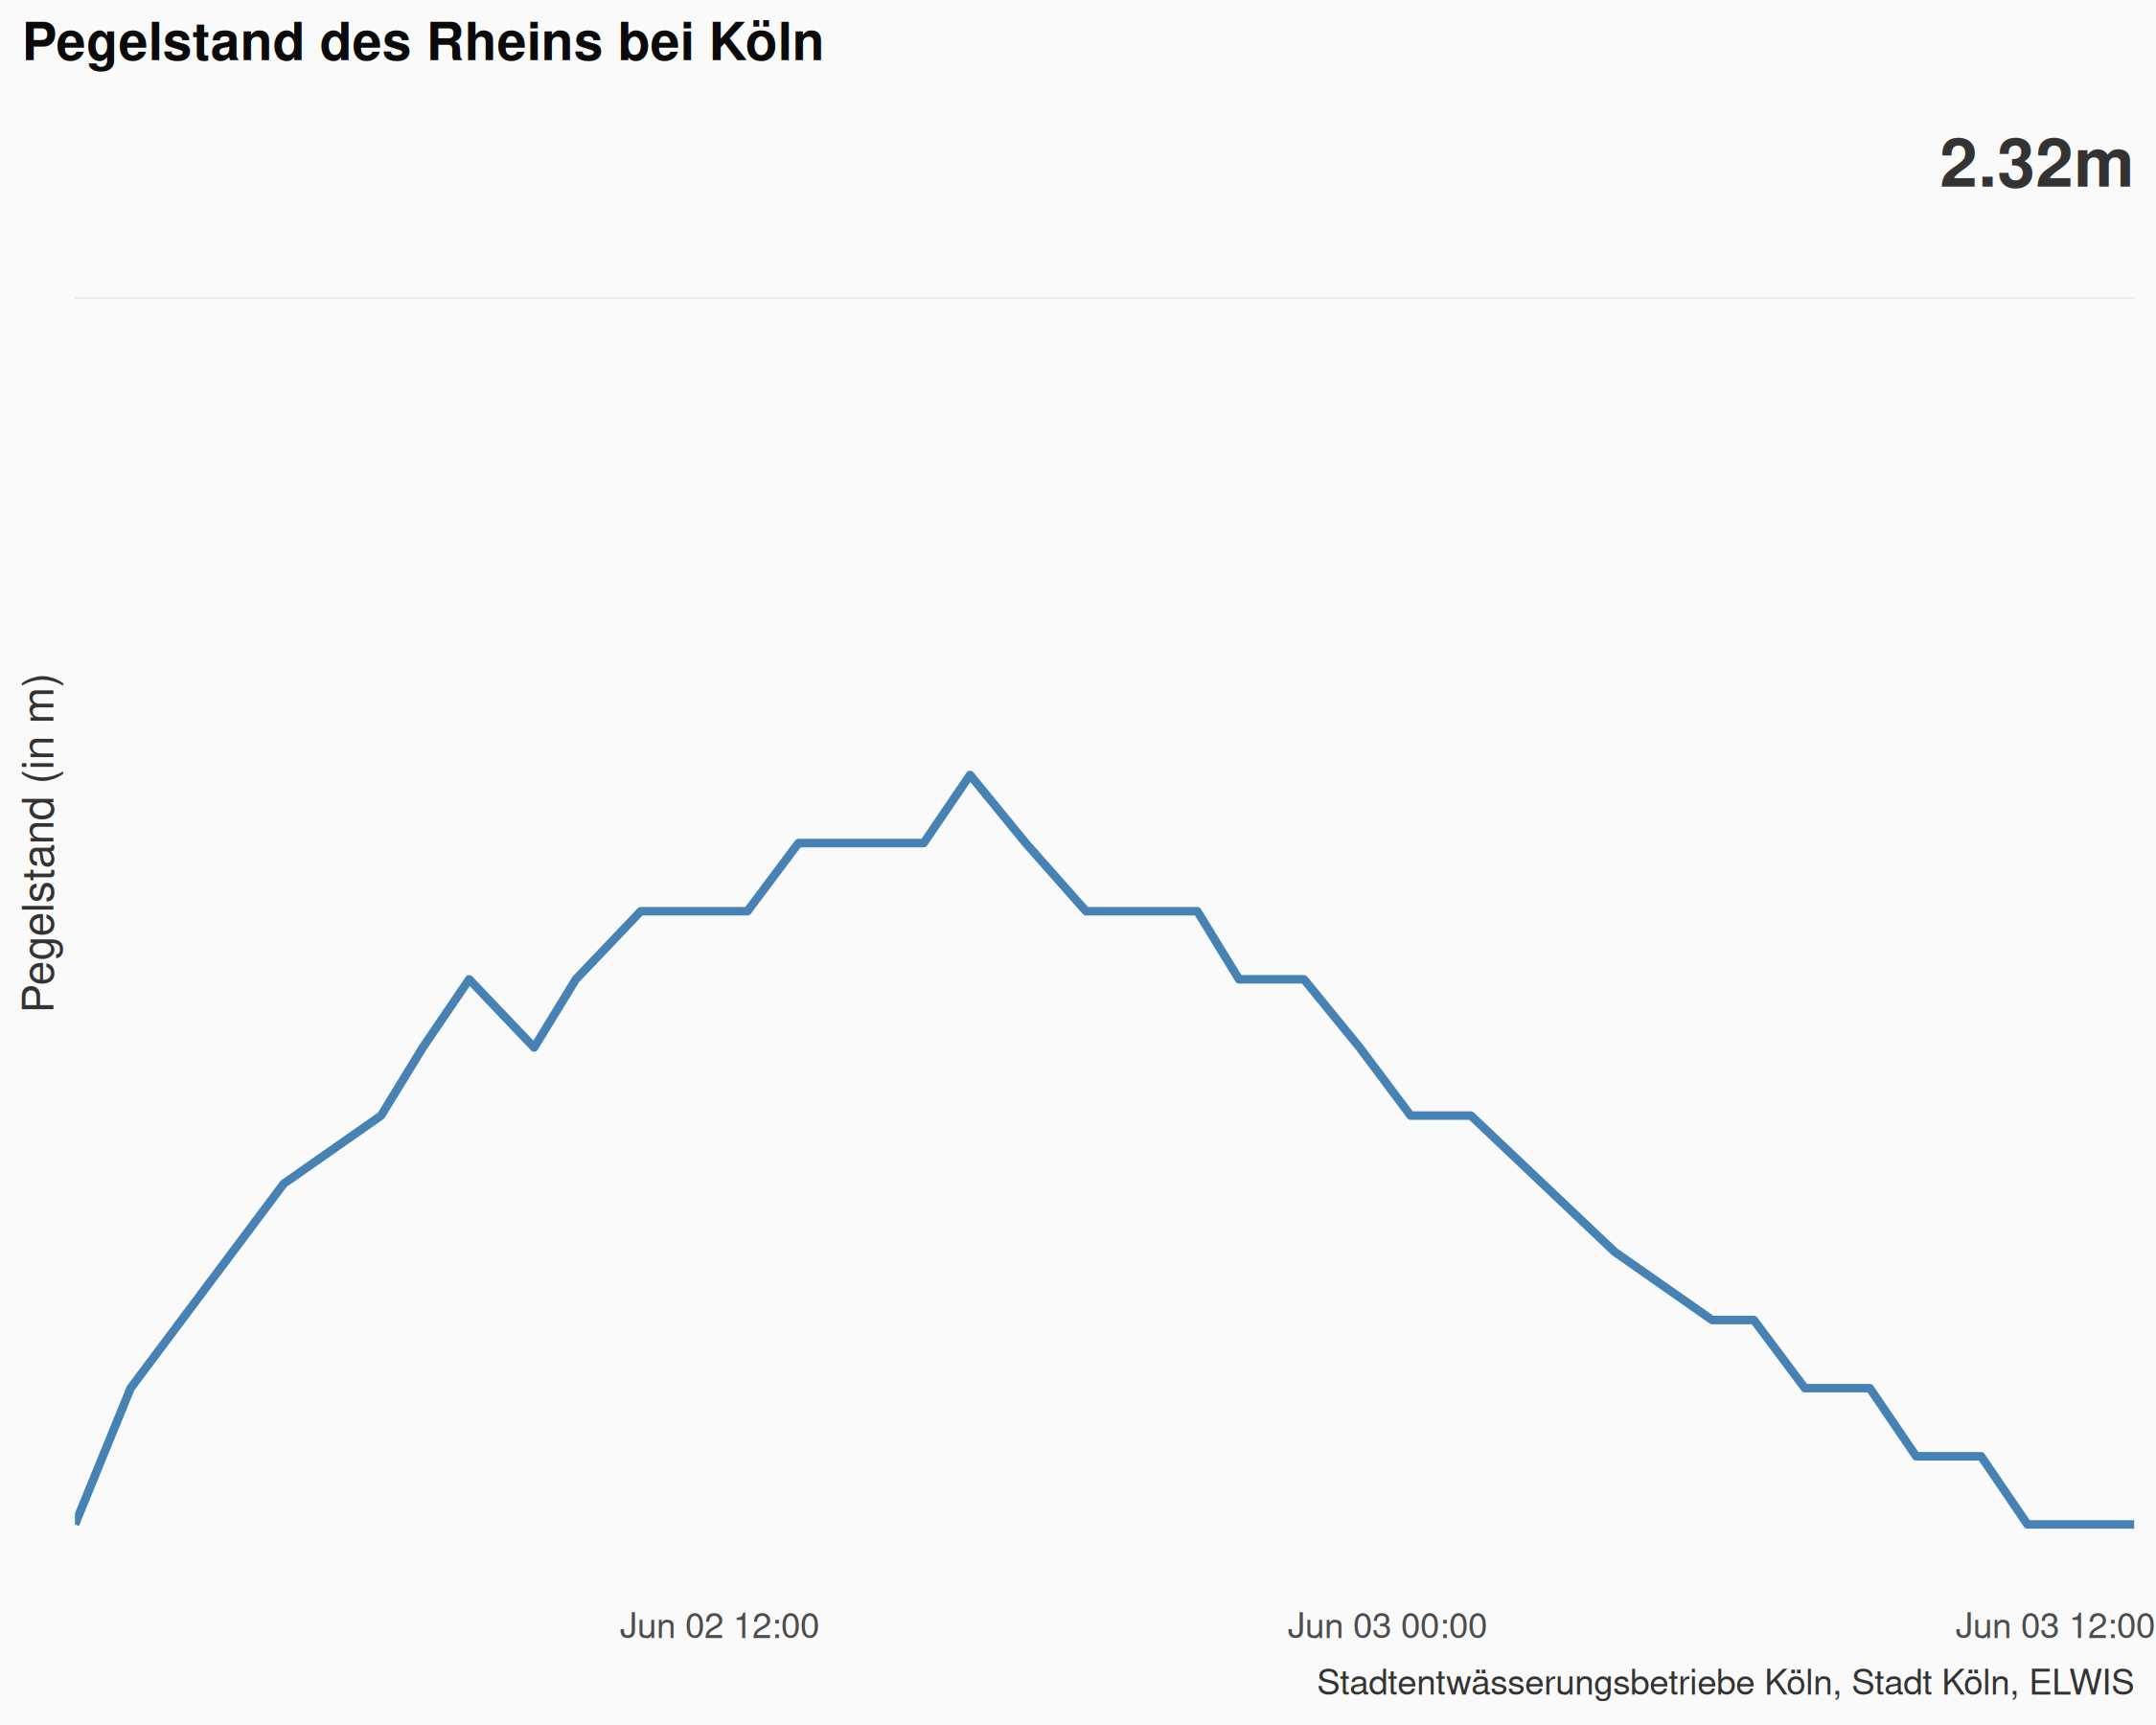 Pegelstand des Rheins bei Köln
2.32m
Pegelstand (in m)
Jun 02 12:00
Jun 03 00:00
Jun 03 12:00
Stadtentwässerungsbetriebe Köln, Stadt Köln, ELWIS